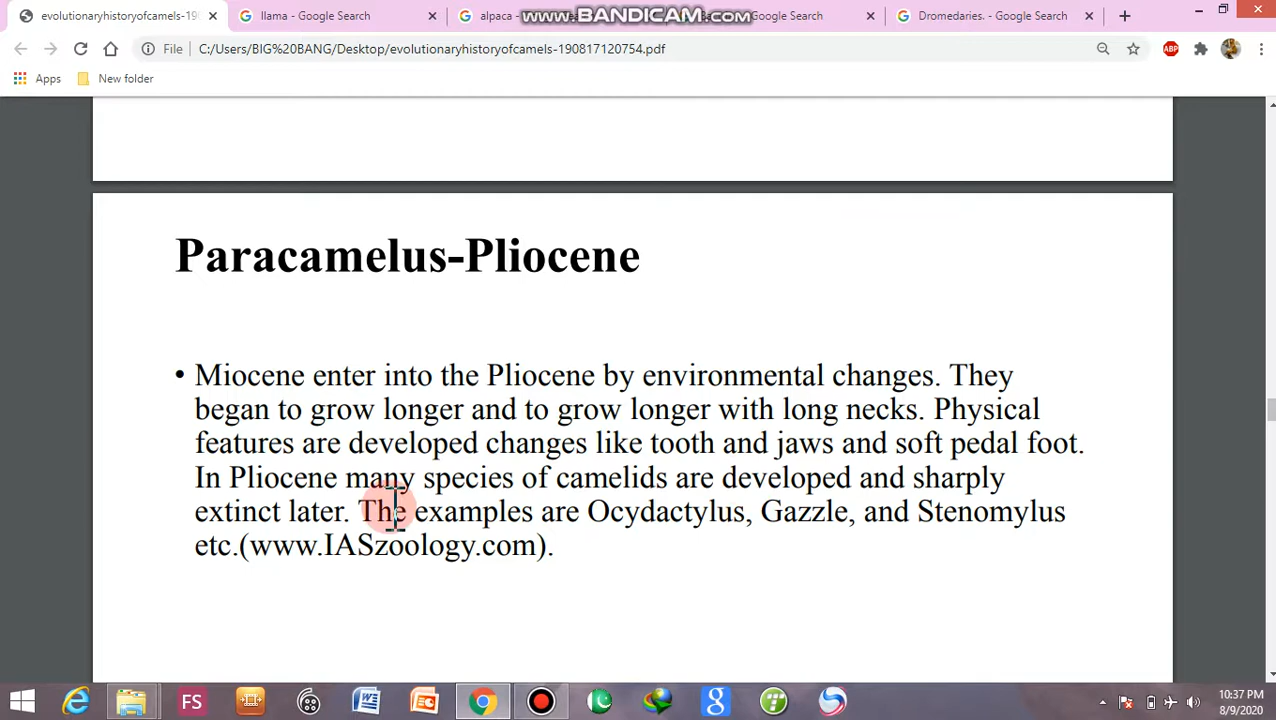 evolutionaryhistoryofcamels-190
llama - Google Search
alpaca -
www.BANDICAM.com
Search - Google Search
Dromedaries. - Google Search
File
C:/Users/BIG%20BANG/Desktop/evolutionaryhistoryofcamels-190817120754.pdf
ABP
Apps
New folder
Paracamelus-Pliocene
• Miocene enter into the Pliocene by environmental changes. They
began to grow longer and to grow longer with long necks. Physical
features are developed changes like tooth and jaws and soft pedal foot.
In Pliocene many species of camelids are developed and sharply
extinct later. The examples are Ocydactylus, Gazzle, and Stenomylus
etc.(www.IASzoology.com).
FS
10:37 PM
8/9/2020